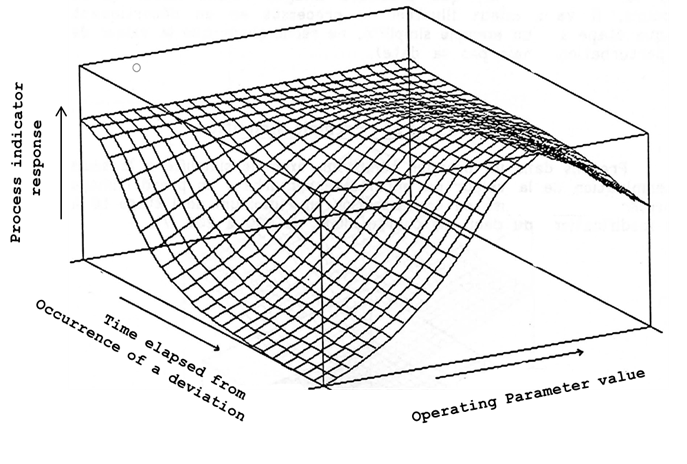 Process indicator
response
Time elapsed from
Occurrence of a deviation
Operating Parameter value